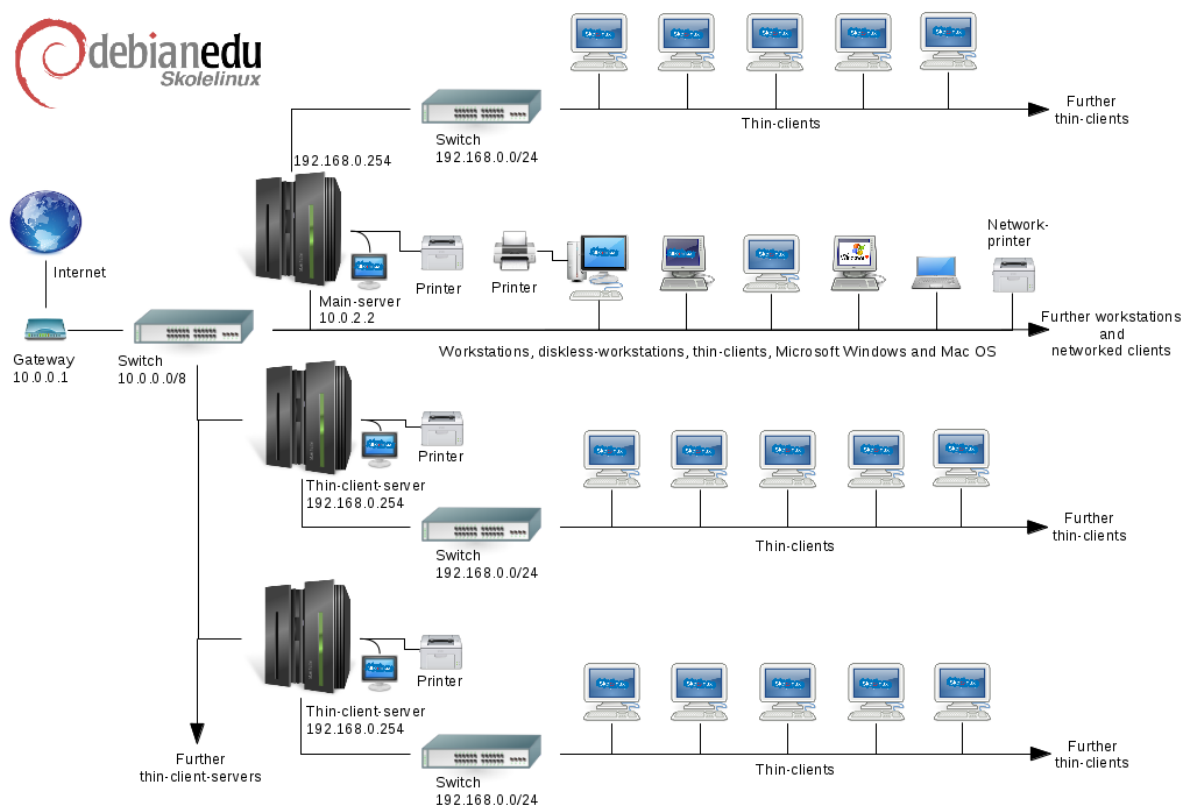 debianedu
Skolelinux
Further
thin-clients
Thin-clients
Switch
192.168.0.0/24
192.168.0.254
Internet
Main-server
10.0.2.2
Printer
Printer
Windows
Network-
printer
Gateway
10.0.0.1
Switch
10.0.0.0/8
Workstations, diskless-workstations, thin-clients, Microsoft Windows and Mac OS
Further workstations
and
networked clients
Printer
Thin-client-server
192.168.0.254
Switch
192.168.0.0/24
Thin-clients
Further
thin-clients
Printer
Thin-client-server
192.168.0.254
Switch
192.168.0.0/24
Thin-clients
Further
thin-clients
Further
thin-client-servers